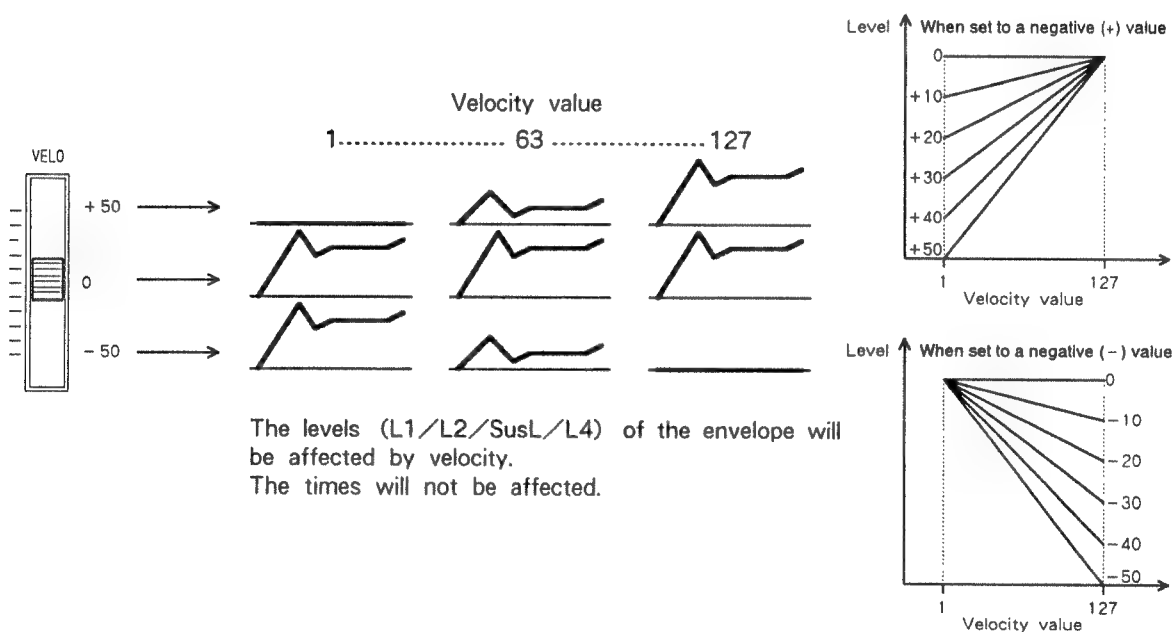 Velocity value
1 63 127
VELO
+50
0
-50
The levels (L1/L2/SusL/L4) of the envelope will
be affected by velocity.
The times will not be affected.
Level When set to a negative (+) value
0
+10
+20
+30
+40
+50
1 127
Velocity value
Level When set to a negative (-) value
0
-10
-20
-30
-40
-50
1 127
Velocity value